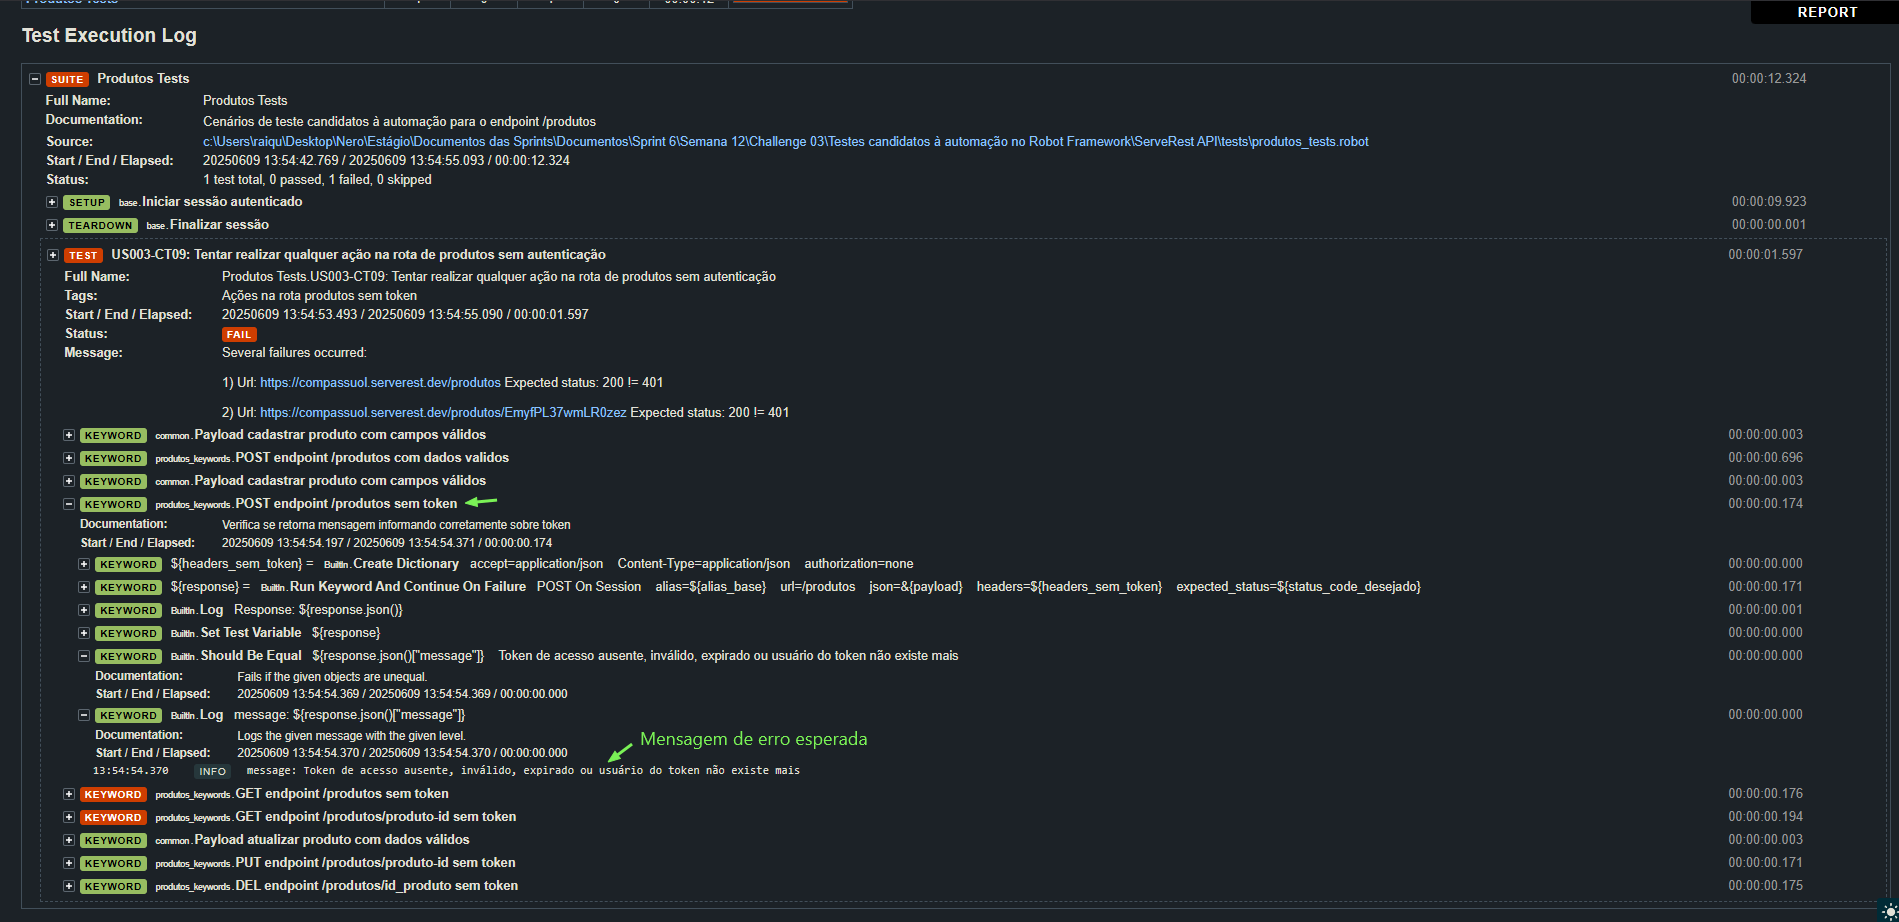 REPORT
Test Execution Log
SUITE Produtos Tests 00:00:12.324
Full Name: Produtos Tests
Documentation: Cenários de teste candidatos à automação para o endpoint /produtos
Source: c:\Users\raiqu\Desktop\Nero\Estágio\Documentos das Sprints\Documentos\Sprint 6\Semana 12\Challenge 03\Testes candidatos à automação no Robot Framework\ServeRest API\tests\produtos_tests.robot
Start / End / Elapsed: 20250609 13:54:42.769 / 20250609 13:54:55.093 / 00:00:12.324
Status: 1 test total, 0 passed, 1 failed, 0 skipped
SETUP base.Iniciar sessão autenticado 00:00:09.923
TEARDOWN base.Finalizar sessão 00:00:00.001
TEST US003-CT09: Tentar realizar qualquer ação na rota de produtos sem autenticação 00:00:01.597
Full Name: Produtos Tests.US003-CT09: Tentar realizar qualquer ação na rota de produtos sem autenticação
Tags: Ações na rota produtos sem token
Start / End / Elapsed: 20250609 13:54:53.493 / 20250609 13:54:55.090 / 00:00:01.597
Status: FAIL
Message: Several failures occurred:
1) Url: https://compassuol.serverest.dev/produtos Expected status: 200 != 401
2) Url: https://compassuol.serverest.dev/produtos/EmyfPL37wmLR0zez Expected status: 200 != 401
KEYWORD common.Payload cadastrar produto com campos válidos 00:00:00.003
KEYWORD produtos_keywords.POST endpoint /produtos com dados validos 00:00:00.696
KEYWORD common.Payload cadastrar produto com campos válidos 00:00:00.003
KEYWORD produtos_keywords.POST endpoint /produtos sem token 00:00:00.174
Documentation: Verifica se retorna mensagem informando corretamente sobre token
Start / End / Elapsed: 20250609 13:54:54.197 / 20250609 13:54:54.371 / 00:00:00.174
KEYWORD ${headers_sem_token} = BuiltIn.Create Dictionary accept=application/json Content-Type=application/json authorization=none 00:00:00.000
KEYWORD ${response} = BuiltIn.Run Keyword And Continue On Failure POST On Session alias=${alias_base} url=/produtos json=&{payload} headers=${headers_sem_token} expected_status=${status_code_desejado} 00:00:00.171
KEYWORD BuiltIn.Log Response: ${response.json()} 00:00:00.001
KEYWORD BuiltIn.Set Test Variable ${response} 00:00:00.000
KEYWORD BuiltIn.Should Be Equal ${response.json()["message"]} Token de acesso ausente, inválido, expirado ou usuário do token não existe mais 00:00:00.000
Documentation: Fails if the given objects are unequal.
Start / End / Elapsed: 20250609 13:54:54.369 / 20250609 13:54:54.369 / 00:00:00.000
KEYWORD BuiltIn.Log message: ${response.json()["message"]} 00:00:00.000
Documentation: Logs the given message with the given level.
Mensagem de erro esperada
Start / End / Elapsed: 20250609 13:54:54.370 / 20250609 13:54:54.370 / 00:00:00.000
13:54:54.370 INFO message: Token de acesso ausente, inválido, expirado ou usuário do token não existe mais
KEYWORD produtos_keywords.GET endpoint /produtos sem token 00:00:00.176
KEYWORD produtos_keywords.GET endpoint /produtos/produto-id sem token 00:00:00.194
KEYWORD common.Payload atualizar produto com dados válidos 00:00:00.003
KEYWORD produtos_keywords.PUT endpoint /produtos/produto-id sem token 00:00:00.171
KEYWORD produtos_keywords.DEL endpoint /produtos/id_produto sem token 00:00:00.175